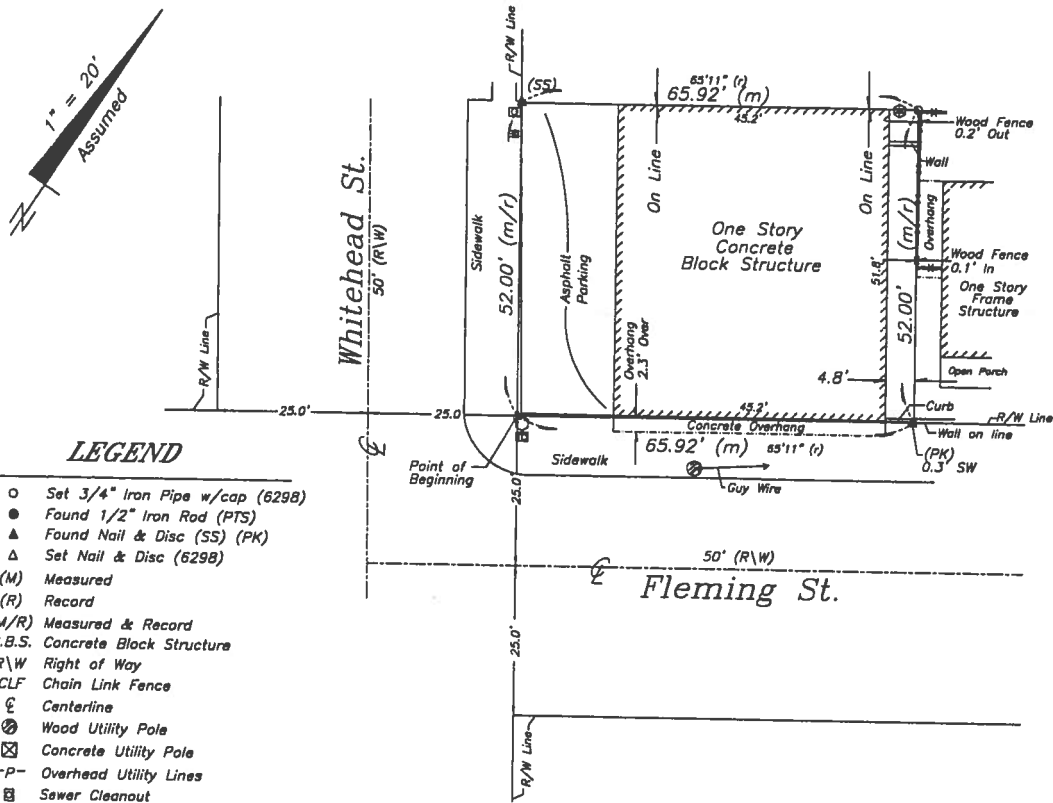 1" = 20'
Assumed
N
R/W Line
(SS)
65'11" (r)
65.92' (m)
45.2'
Wood Fence
0.2' Out
Wall
On Line
On Line
Overhang
Whitehead St.
50' (R\W)
Sidewalk
52.00' (m/r)
Asphalt
Parking
One Story
Concrete
Block Structure
51.8'
52.00'
(m/r)
Wood Fence
0.1' In
One Story
Frame
Structure
Open Porch
R/W Line
Overhang
2.3' Over
4.8'
Curb
25.0'
25.0
45.2'
Concrete Overhang
R/W Line
Wall on line
65.92' (m)
65'11" (r)
(PK)
0.3' SW
Point of
Beginning
Sidewalk
Guy Wire
25.0'
℄
50' (R\W)
℄
Fleming St.
25.0'
R/W Line
LEGEND
Set 3/4" Iron Pipe w/cap (6298)
Found 1/2" Iron Rod (PTS)
Found Nail & Disc (SS) (PK)
Set Nail & Disc (6298)
(M) Measured
(R) Record
M/R) Measured & Record
.B.S. Concrete Block Structure
R\W Right of Way
CLF Chain Link Fence
℄ Centerline
Wood Utility Pole
Concrete Utility Pole
-P- Overhead Utility Lines
Sewer Cleanout